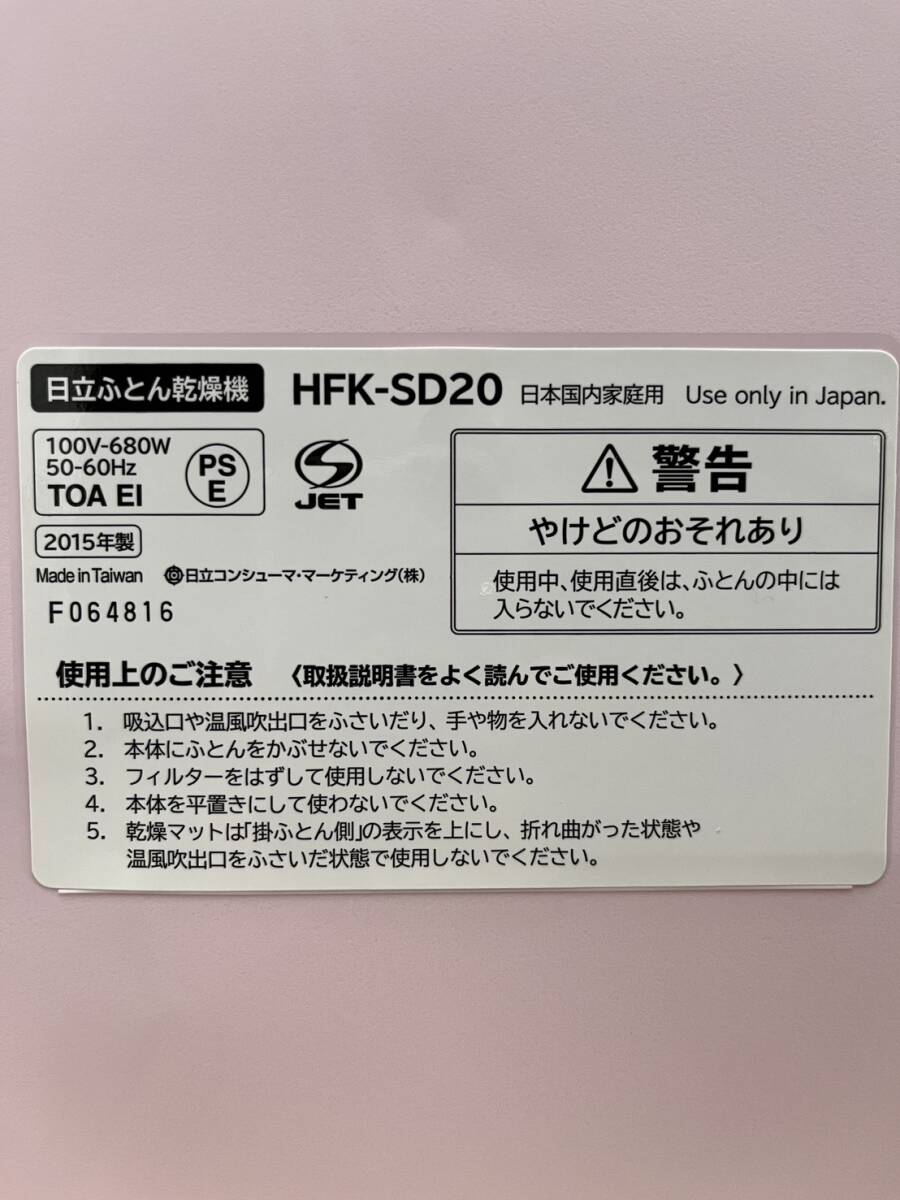 日立ふとん乾燥機 HFK-SD20 日本国内家庭用 Use only in Japan.
100V-680W
50-60Hz
TOA EI
PS
E
JET
2015年製
Made in Taiwan 日立コンシューマ・マーケティング(株)
F064816
警告
やけどのおそれあり
使用中、使用直後は、ふとんの中には
入らないでください。
使用上のご注意 〈取扱説明書をよく読んでご使用ください。〉
1. 吸込口や温風吹出口をふさいだり、手や物を入れないでください。
2. 本体にふとんをかぶせないでください。
3. フィルターをはずして使用しないでください。
4. 本体を平置きにして使わないでください。
5. 乾燥マットは「掛ふとん側」の表示を上にし、折れ曲がった状態や
温風吹出口をふさいだ状態で使用しないでください。